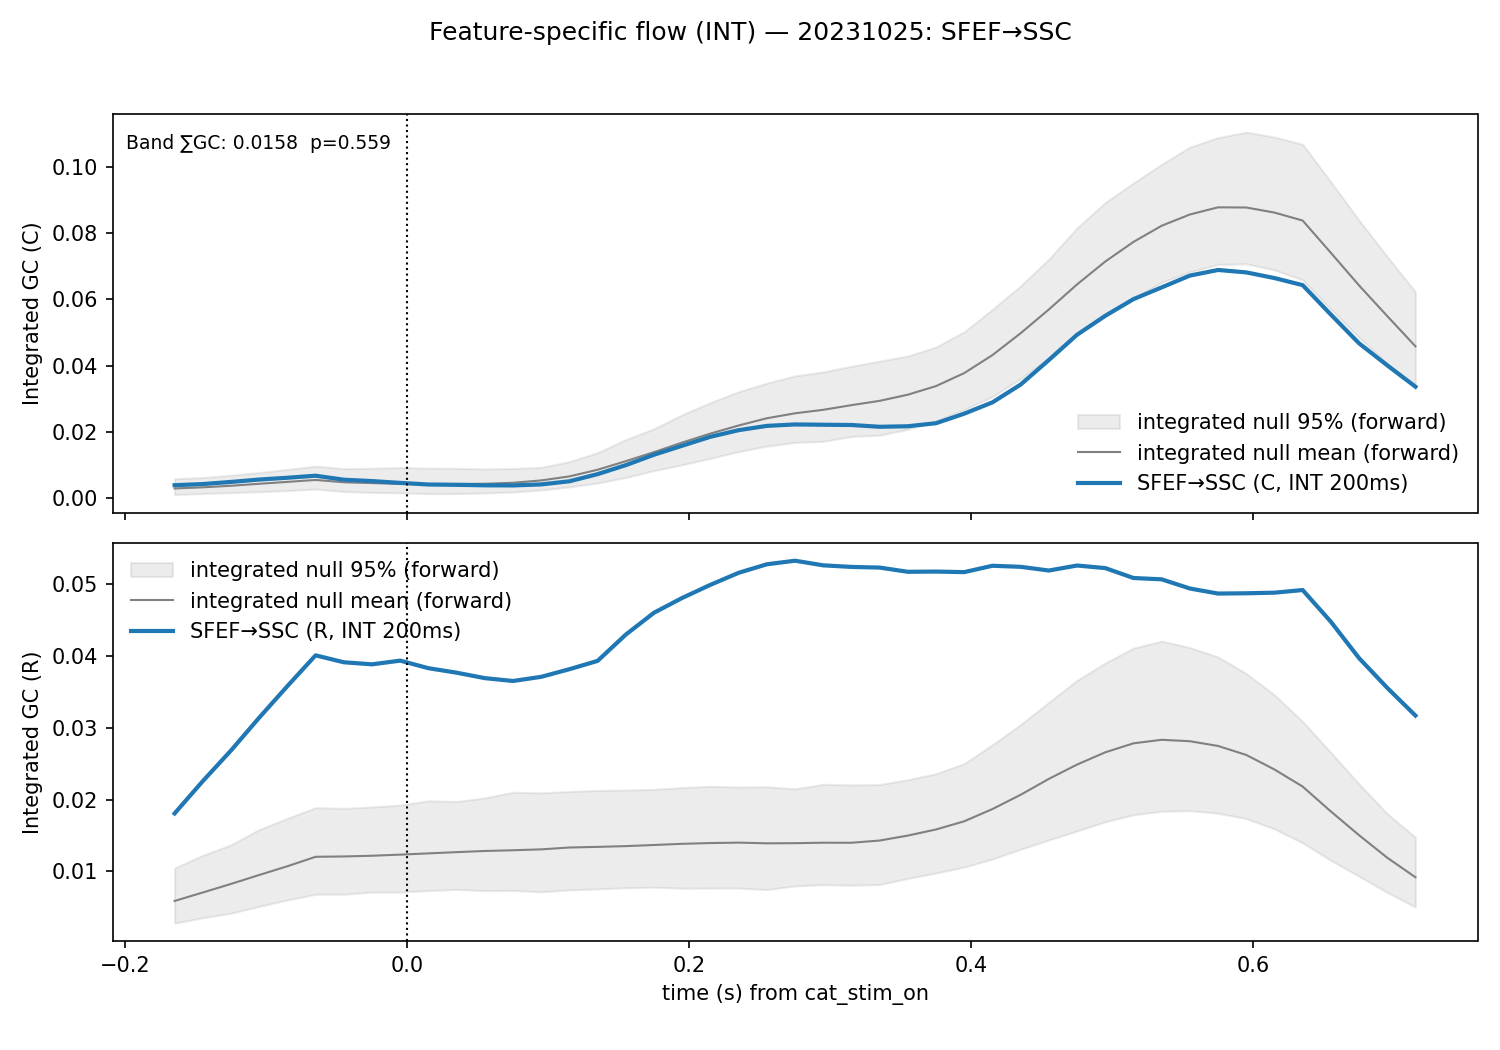 Feature-specific flow (INT) — 20231025: SFEF→SSC
Band ∑GC: 0.0158  p=0.559
Integrated GC (C)
0.10
0.08
0.06
0.04
0.02
0.00
integrated null 95% (forward)
integrated null mean (forward)
SFEF→SSC (C, INT 200ms)
Integrated GC (R)
0.05
0.04
0.03
0.02
0.01
integrated null 95% (forward)
integrated null mean (forward)
SFEF→SSC (R, INT 200ms)
−0.2 0.0 0.2 0.4 0.6
time (s) from cat_stim_on